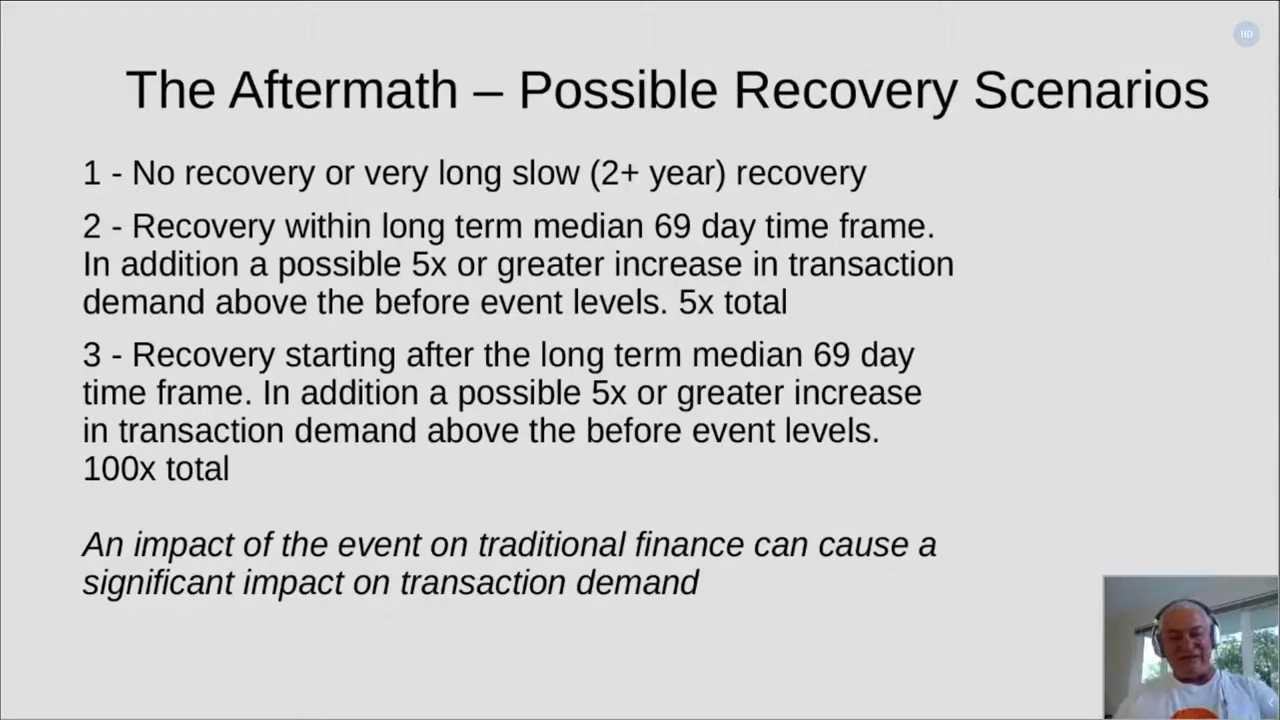 HD
The Aftermath – Possible Recovery Scenarios
1 - No recovery or very long slow (2+ year) recovery
2 - Recovery within long term median 69 day time frame.
In addition a possible 5x or greater increase in transaction
demand above the before event levels. 5x total
3 - Recovery starting after the long term median 69 day
time frame. In addition a possible 5x or greater increase
in transaction demand above the before event levels.
100x total
An impact of the event on traditional finance can cause a
significant impact on transaction demand